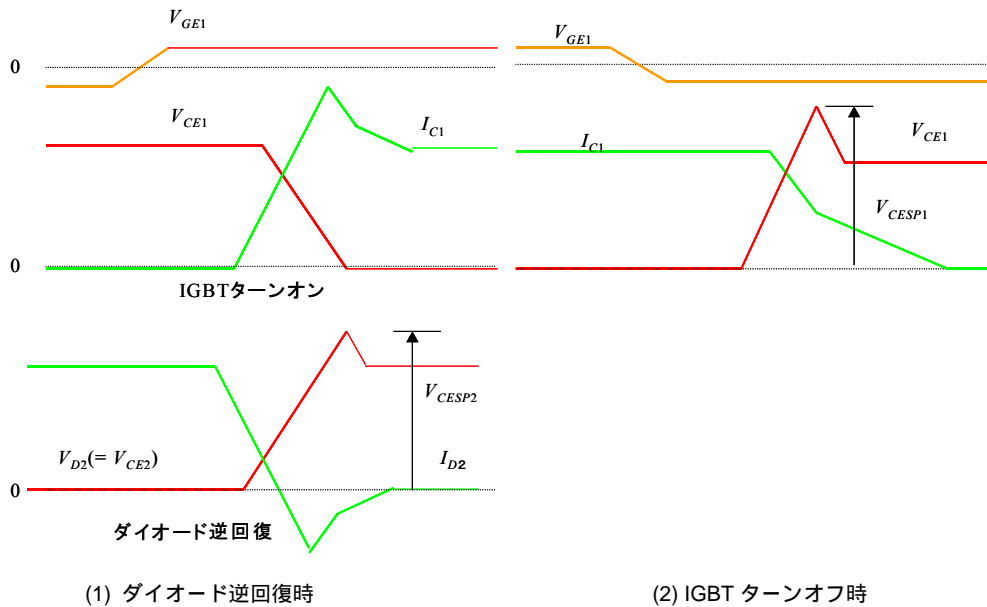 V_GE1
0
V_CE1
I_C1
0
IGBTターンオン
V_CESP2
V_D2(= V_CE2)
I_D2
0
ダイオード逆回復
(1) ダイオード逆回復時
V_GE1
I_C1
V_CE1
V_CESP1
(2) IGBT ターンオフ時